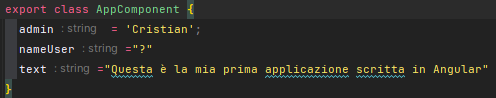 export class AppComponent {
admin :string = 'Cristian';
nameUser :string ="?"
text :string ="Questa è la mia prima applicazione scritta in Angular"
}